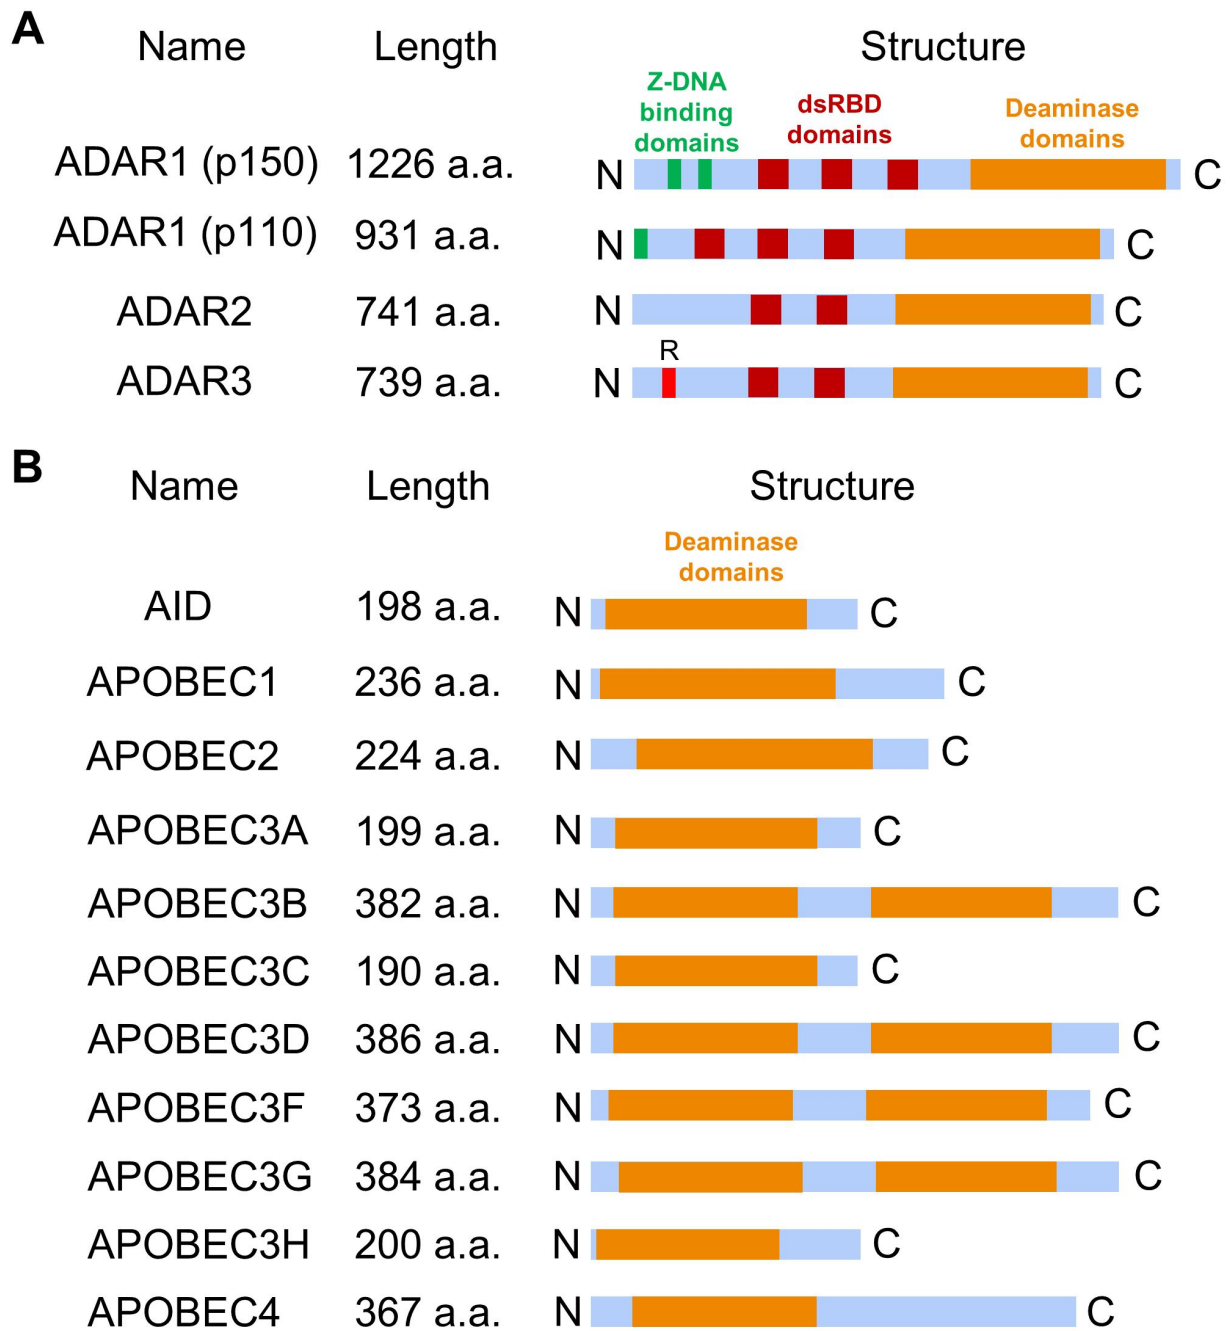 A
Name Length Structure
Z-DNA
binding
domains
dsRBD
domains
Deaminase
domains
ADAR1 (p150) 1226 a.a. N C
ADAR1 (p110) 931 a.a. N C
ADAR2 741 a.a. N C
R
ADAR3 739 a.a. N C
B
Name Length Structure
Deaminase
domains
AID 198 a.a. N C
APOBEC1 236 a.a. N C
APOBEC2 224 a.a. N C
APOBEC3A 199 a.a. N C
APOBEC3B 382 a.a. N C
APOBEC3C 190 a.a. N C
APOBEC3D 386 a.a. N C
APOBEC3F 373 a.a. N C
APOBEC3G 384 a.a. N C
APOBEC3H 200 a.a. N C
APOBEC4 367 a.a. N C